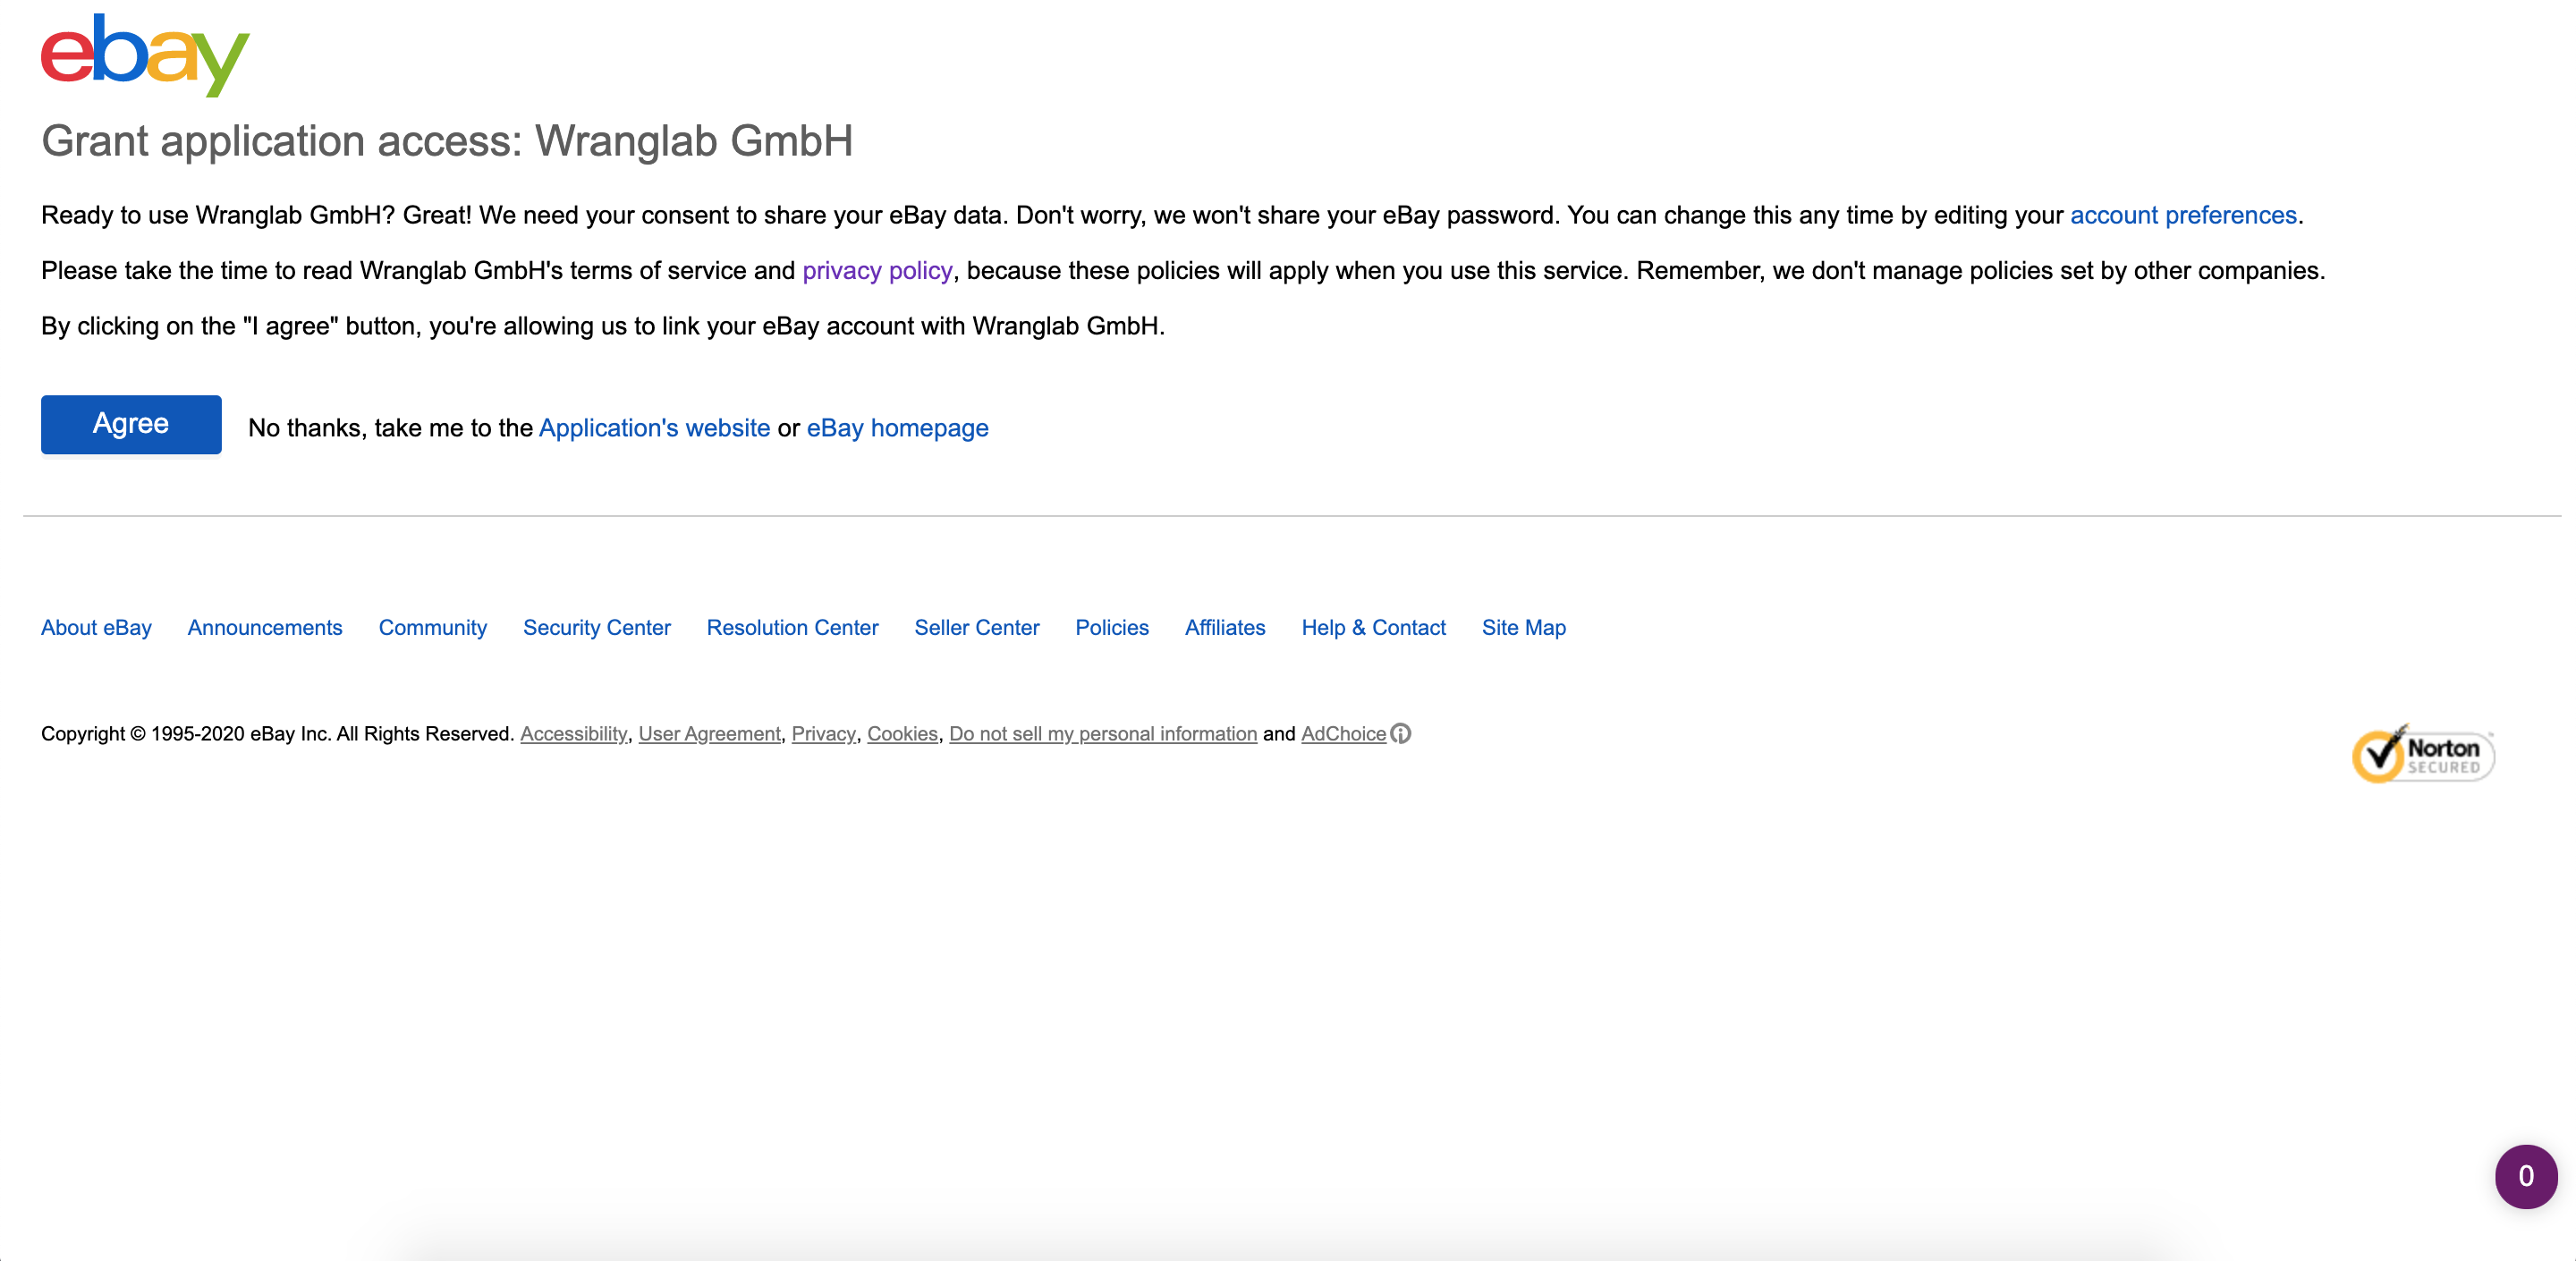 ebay
Grant application access: Wranglab GmbH
Ready to use Wranglab GmbH? Great! We need your consent to share your eBay data. Don't worry, we won't share your eBay password. You can change this any time by editing your account preferences.
Please take the time to read Wranglab GmbH's terms of service and privacy policy, because these policies will apply when you use this service. Remember, we don't manage policies set by other companies.
By clicking on the "I agree" button, you're allowing us to link your eBay account with Wranglab GmbH.
Agree No thanks, take me to the Application's website or eBay homepage
About eBay Announcements Community Security Center Resolution Center Seller Center Policies Affiliates Help & Contact Site Map
Copyright © 1995-2020 eBay Inc. All Rights Reserved. Accessibility, User Agreement, Privacy, Cookies, Do not sell my personal information and AdChoice
Norton
SECURED
0